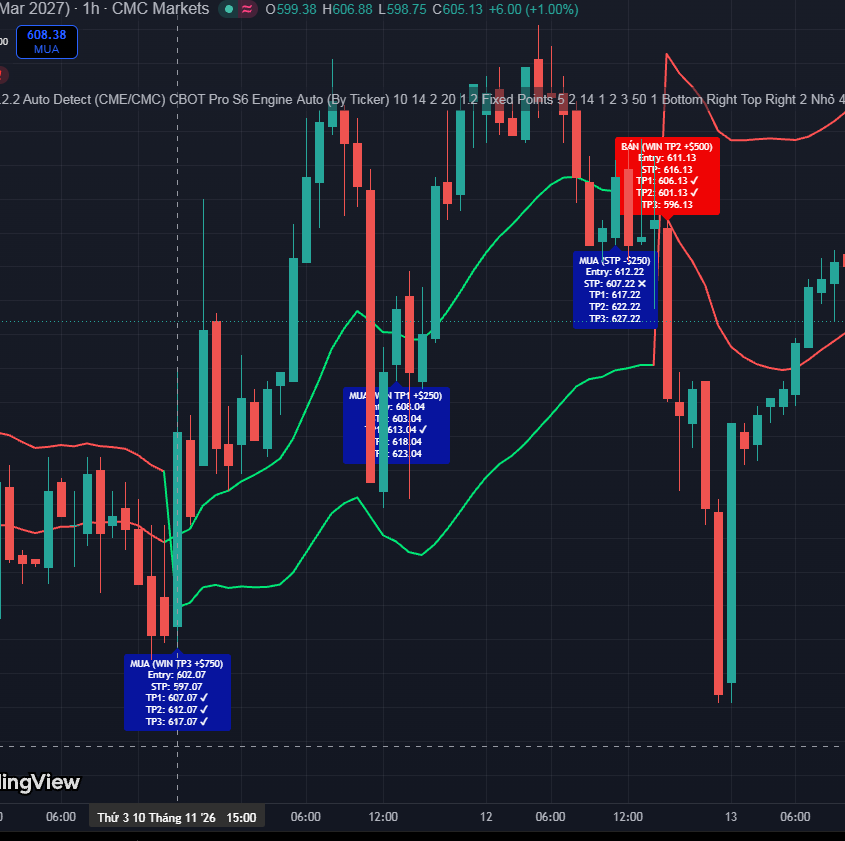 Mar 2027) · 1h · CMC Markets O599.38 H606.88 L598.75 C605.13 +6.00 (+1.00%)
608.38
MUA
.2.2 Auto Detect (CME/CMC) CBOT Pro S6 Engine Auto (By Ticker) 10 14 2 20 1.2 Fixed Points 5 2 14 1 2 3 50 1 Bottom Right Top Right 2 Nhỏ 4
BÁN (WIN TP2 +$500)
Entry: 611.13
STP: 616.13
TP1: 606.13 ✓
TP2: 601.13 ✓
TP3: 596.13
MUA (STP -$250)
Entry: 612.22
STP: 607.22 ✕
TP1: 617.22
TP2: 622.22
TP3: 627.22
MUA WIN TP1 +$250)
608.04
603.04
613.04 ✓
618.04
623.04
MUA (WIN TP3 +$750)
Entry: 602.07
STP: 597.07
TP1: 607.07 ✓
TP2: 612.07 ✓
TP3: 617.07 ✓
dingView
06:00 Thứ 3 10 Tháng 11 '26 15:00 06:00 12:00 12 06:00 12:00 13 06:00